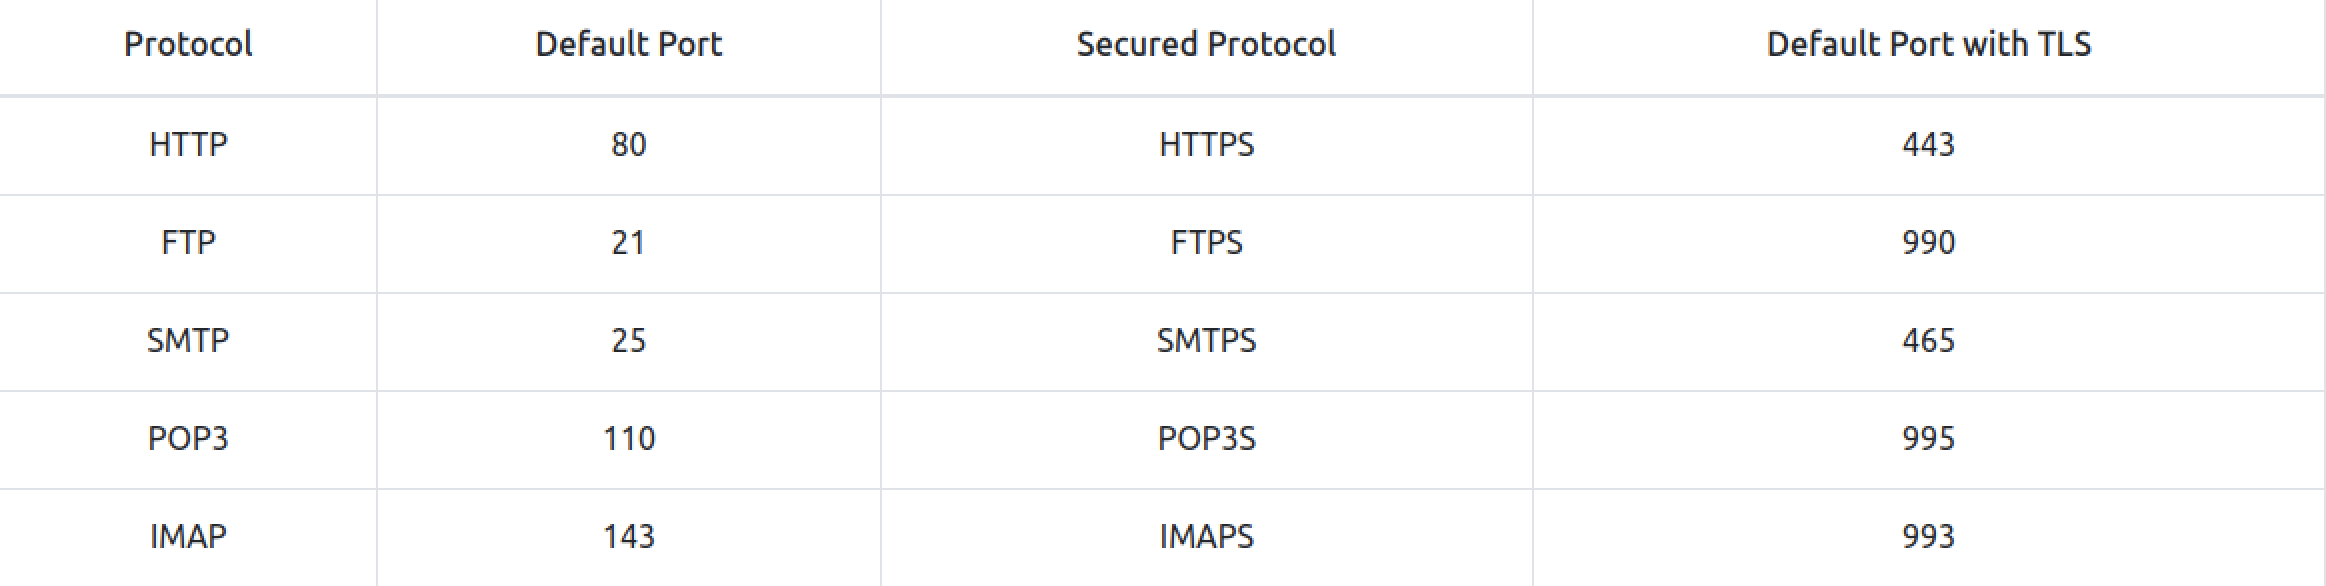 Protocol Default Port Secured Protocol Default Port with TLS
HTTP 80 HTTPS 443
FTP 21 FTPS 990
SMTP 25 SMTPS 465
POP3 110 POP3S 995
IMAP 143 IMAPS 993